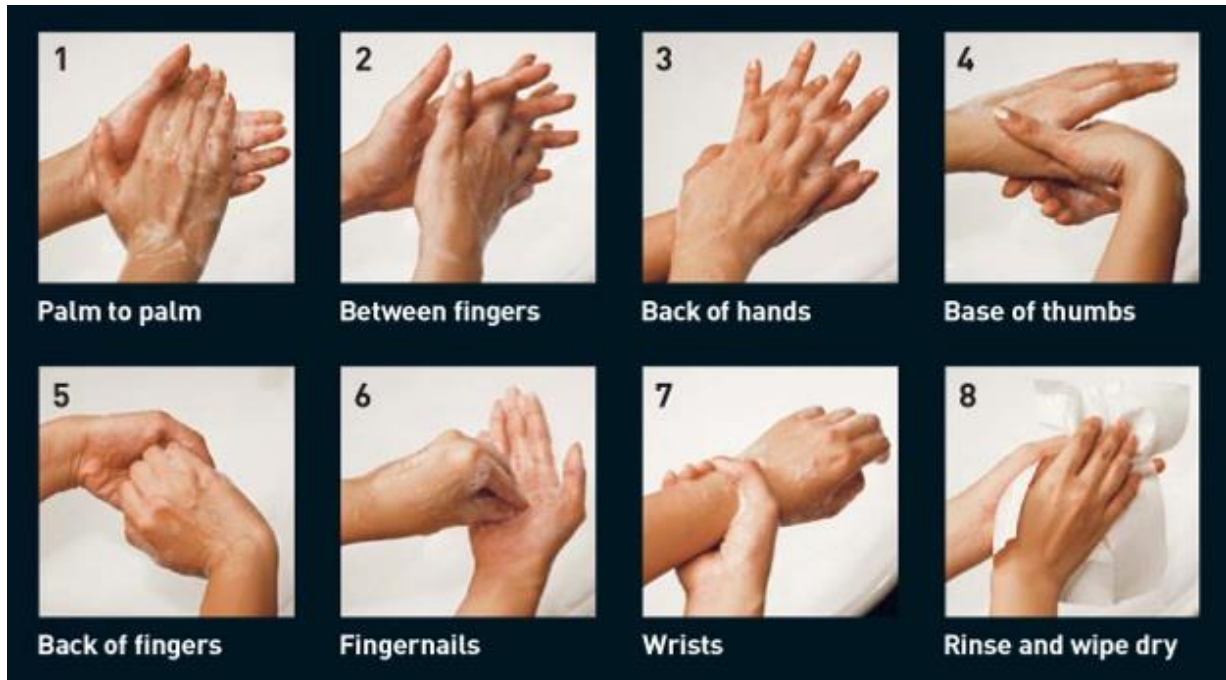 1
2
3
4
Palm to palm
Between fingers
Back of hands
Base of thumbs
5
6
7
8
Back of fingers
Fingernails
Wrists
Rinse and wipe dry